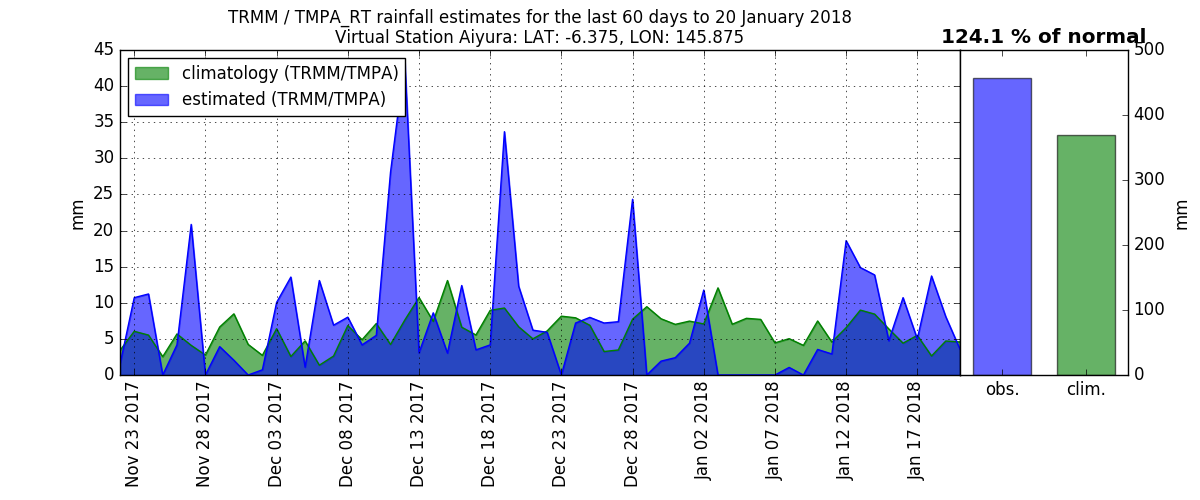 TRMM / TMPA_RT rainfall estimates for the last 60 days to 20 January 2018
Virtual Station Aiyura: LAT: -6.375, LON: 145.875
124.1 % of normal
climatology (TRMM/TMPA)
estimated (TRMM/TMPA)
mm
45
40
35
30
25
20
15
10
5
0
Nov 23 2017
Nov 28 2017
Dec 03 2017
Dec 08 2017
Dec 13 2017
Dec 18 2017
Dec 23 2017
Dec 28 2017
Jan 02 2018
Jan 07 2018
Jan 12 2018
Jan 17 2018
500
400
300
200
100
0
mm
obs.
clim.